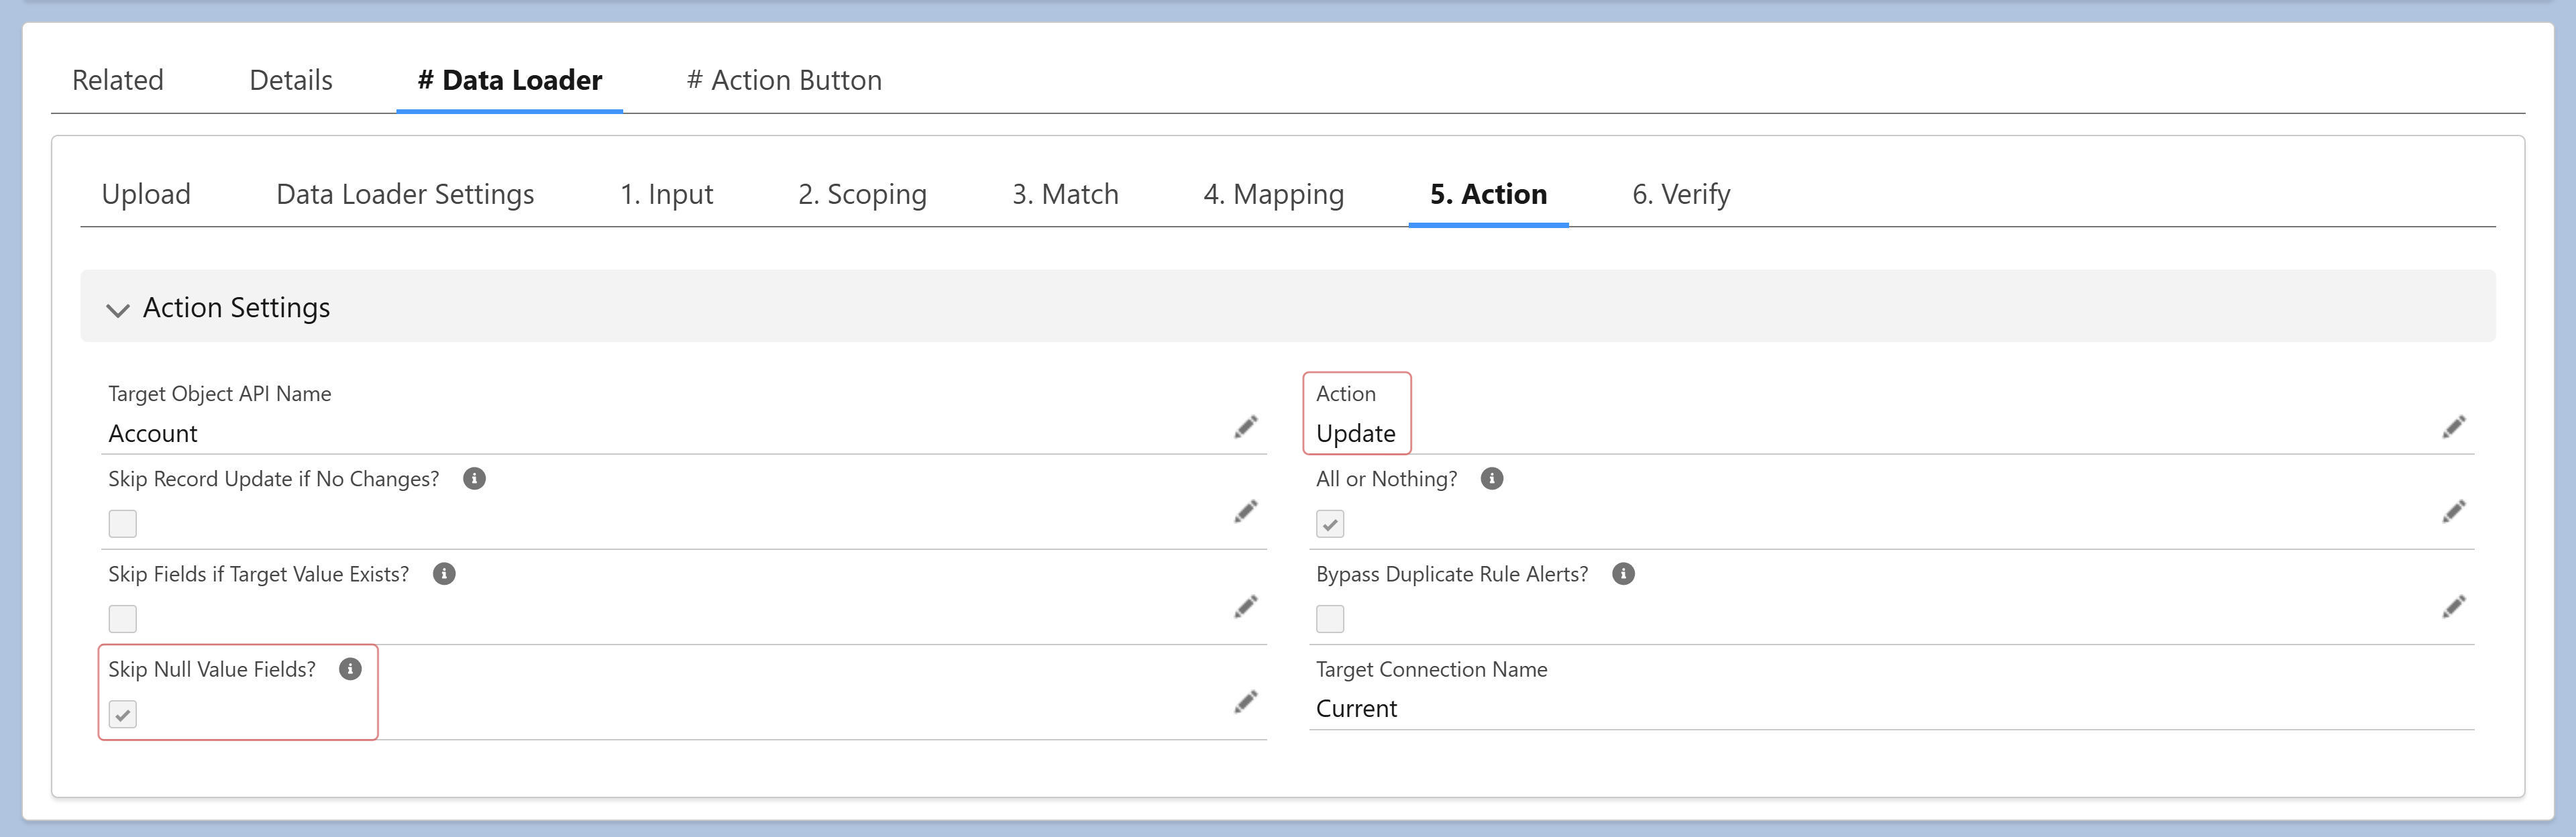 Related Details # Data Loader # Action Button
Upload Data Loader Settings 1. Input 2. Scoping 3. Match 4. Mapping 5. Action 6. Verify
Action Settings
Target Object API Name
Account
Action
Update
Skip Record Update if No Changes?
All or Nothing?
Skip Fields if Target Value Exists?
Bypass Duplicate Rule Alerts?
Skip Null Value Fields?
Target Connection Name
Current